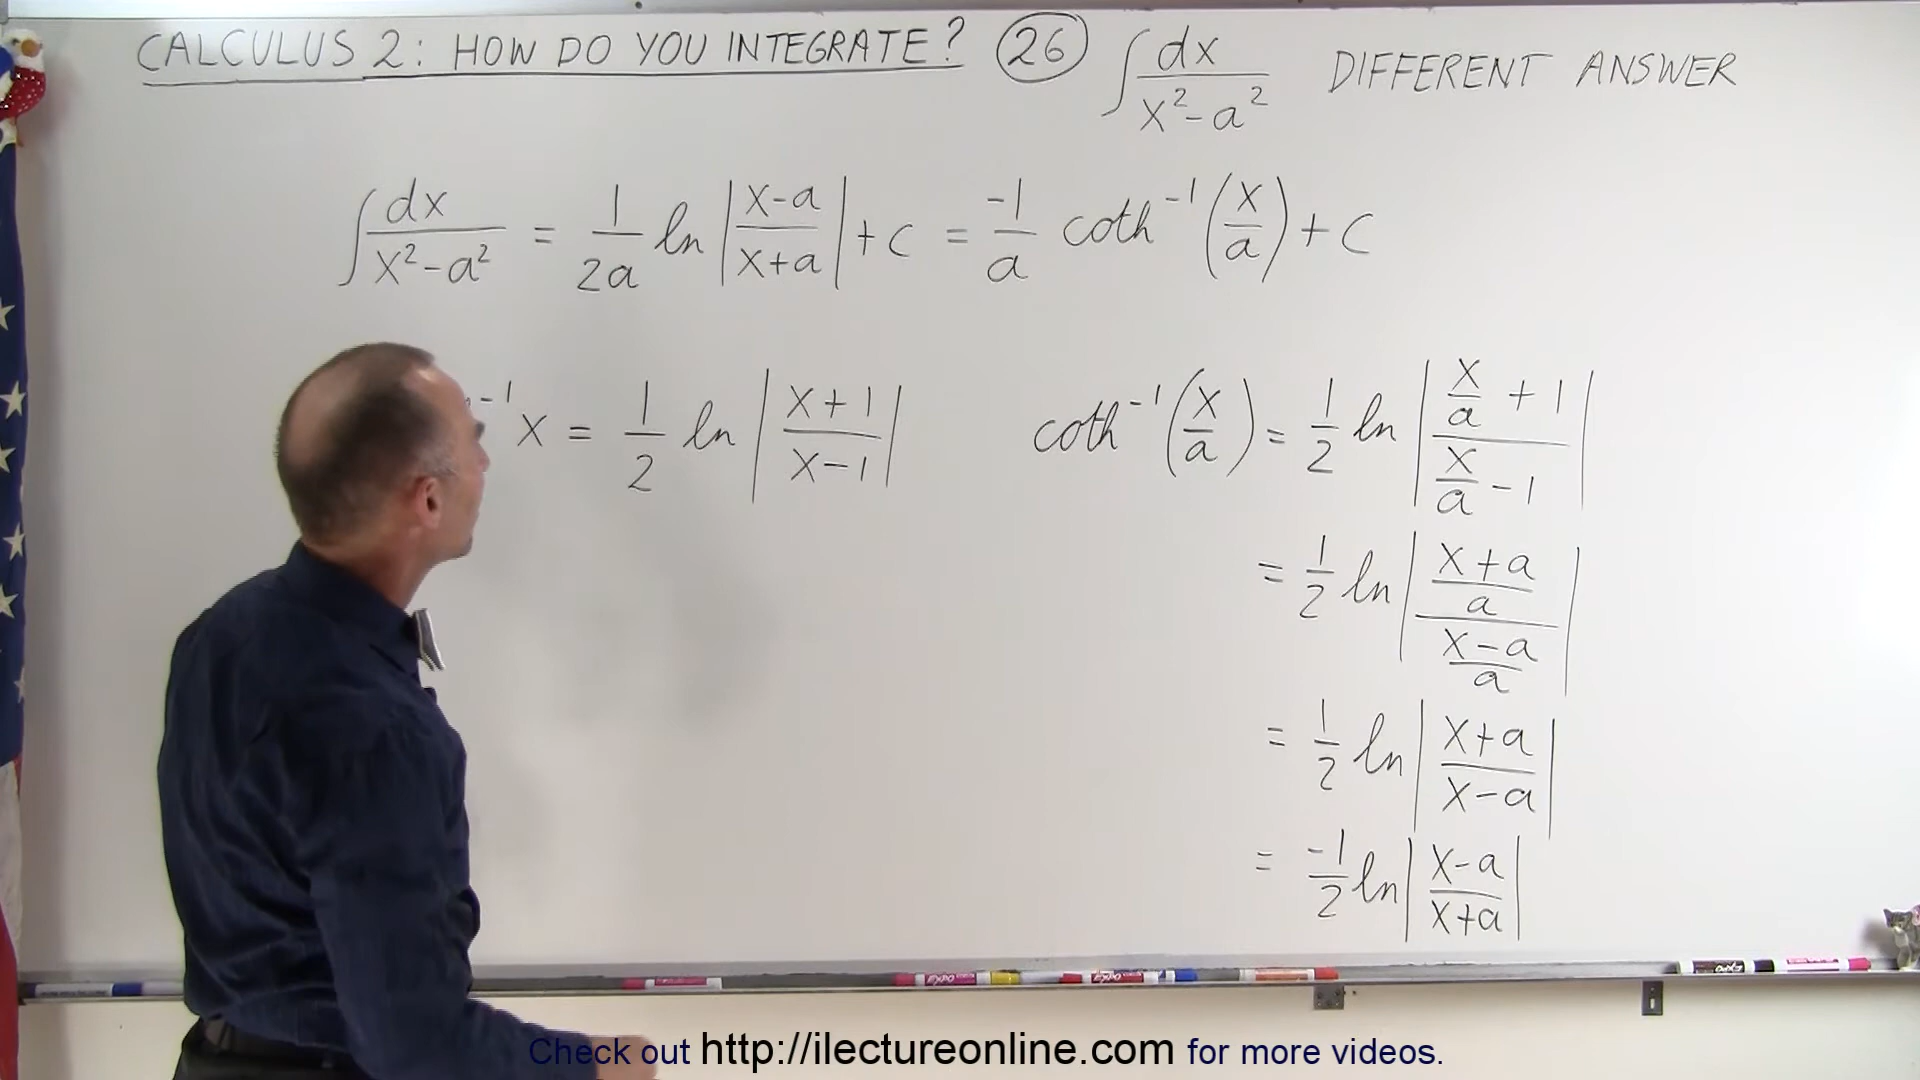 CALCULUS 2: HOW DO YOU INTEGRATE? 26 ∫ dx/(x²-a²) DIFFERENT ANSWER
∫ dx/(x²-a²) = 1/(2a) ln |(x-a)/(x+a)| + C = -1/a coth⁻¹(x/a) + C
⁻¹x = 1/2 ln |(x+1)/(x-1)|
coth⁻¹(x/a) = 1/2 ln |(x/a + 1)/(x/a - 1)|
= 1/2 ln |((x+a)/a)/((x-a)/a)|
= 1/2 ln |(x+a)/(x-a)|
= -1/2 ln |(x-a)/(x+a)|
EXPO
Check out http://ilectureonline.com for more videos.